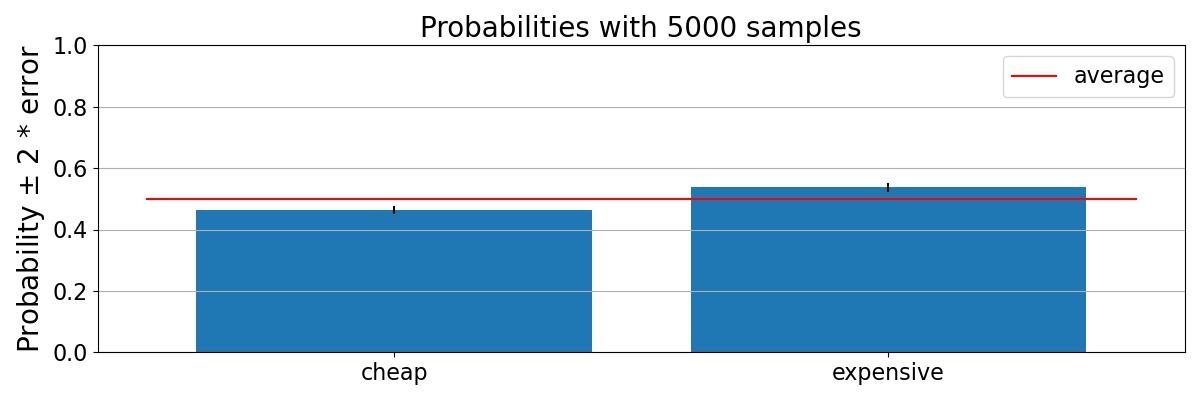 Probabilities with 5000 samples
Probability ± 2 * error
1.0
0.8
0.6
0.4
0.2
0.0
average
cheap
expensive